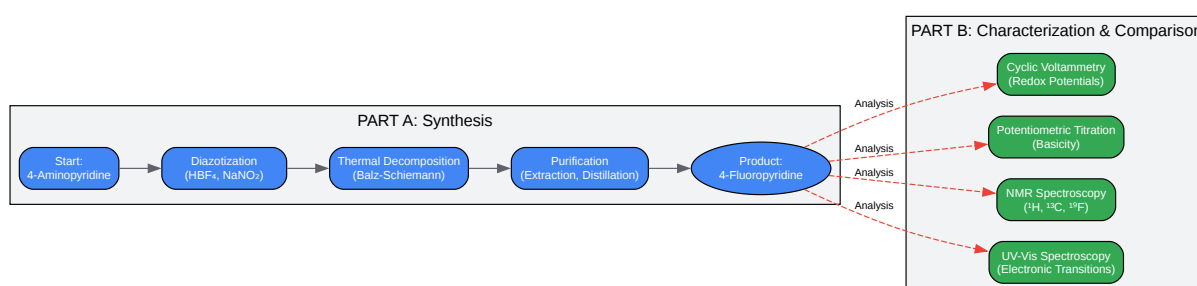 PART A: Synthesis
Start:
4-Aminopyridine
Diazotization
(HBF₄, NaNO₂)
Thermal Decomposition
(Balz-Schiemann)
Purification
(Extraction, Distillation)
Product:
4-Fluoropyridine
Analysis
Analysis
Analysis
Analysis
PART B: Characterization & Comparison
Cyclic Voltammetry
(Redox Potentials)
Potentiometric Titration
(Basicity)
NMR Spectroscopy
(¹H, ¹³C, ¹⁹F)
UV-Vis Spectroscopy
(Electronic Transitions)